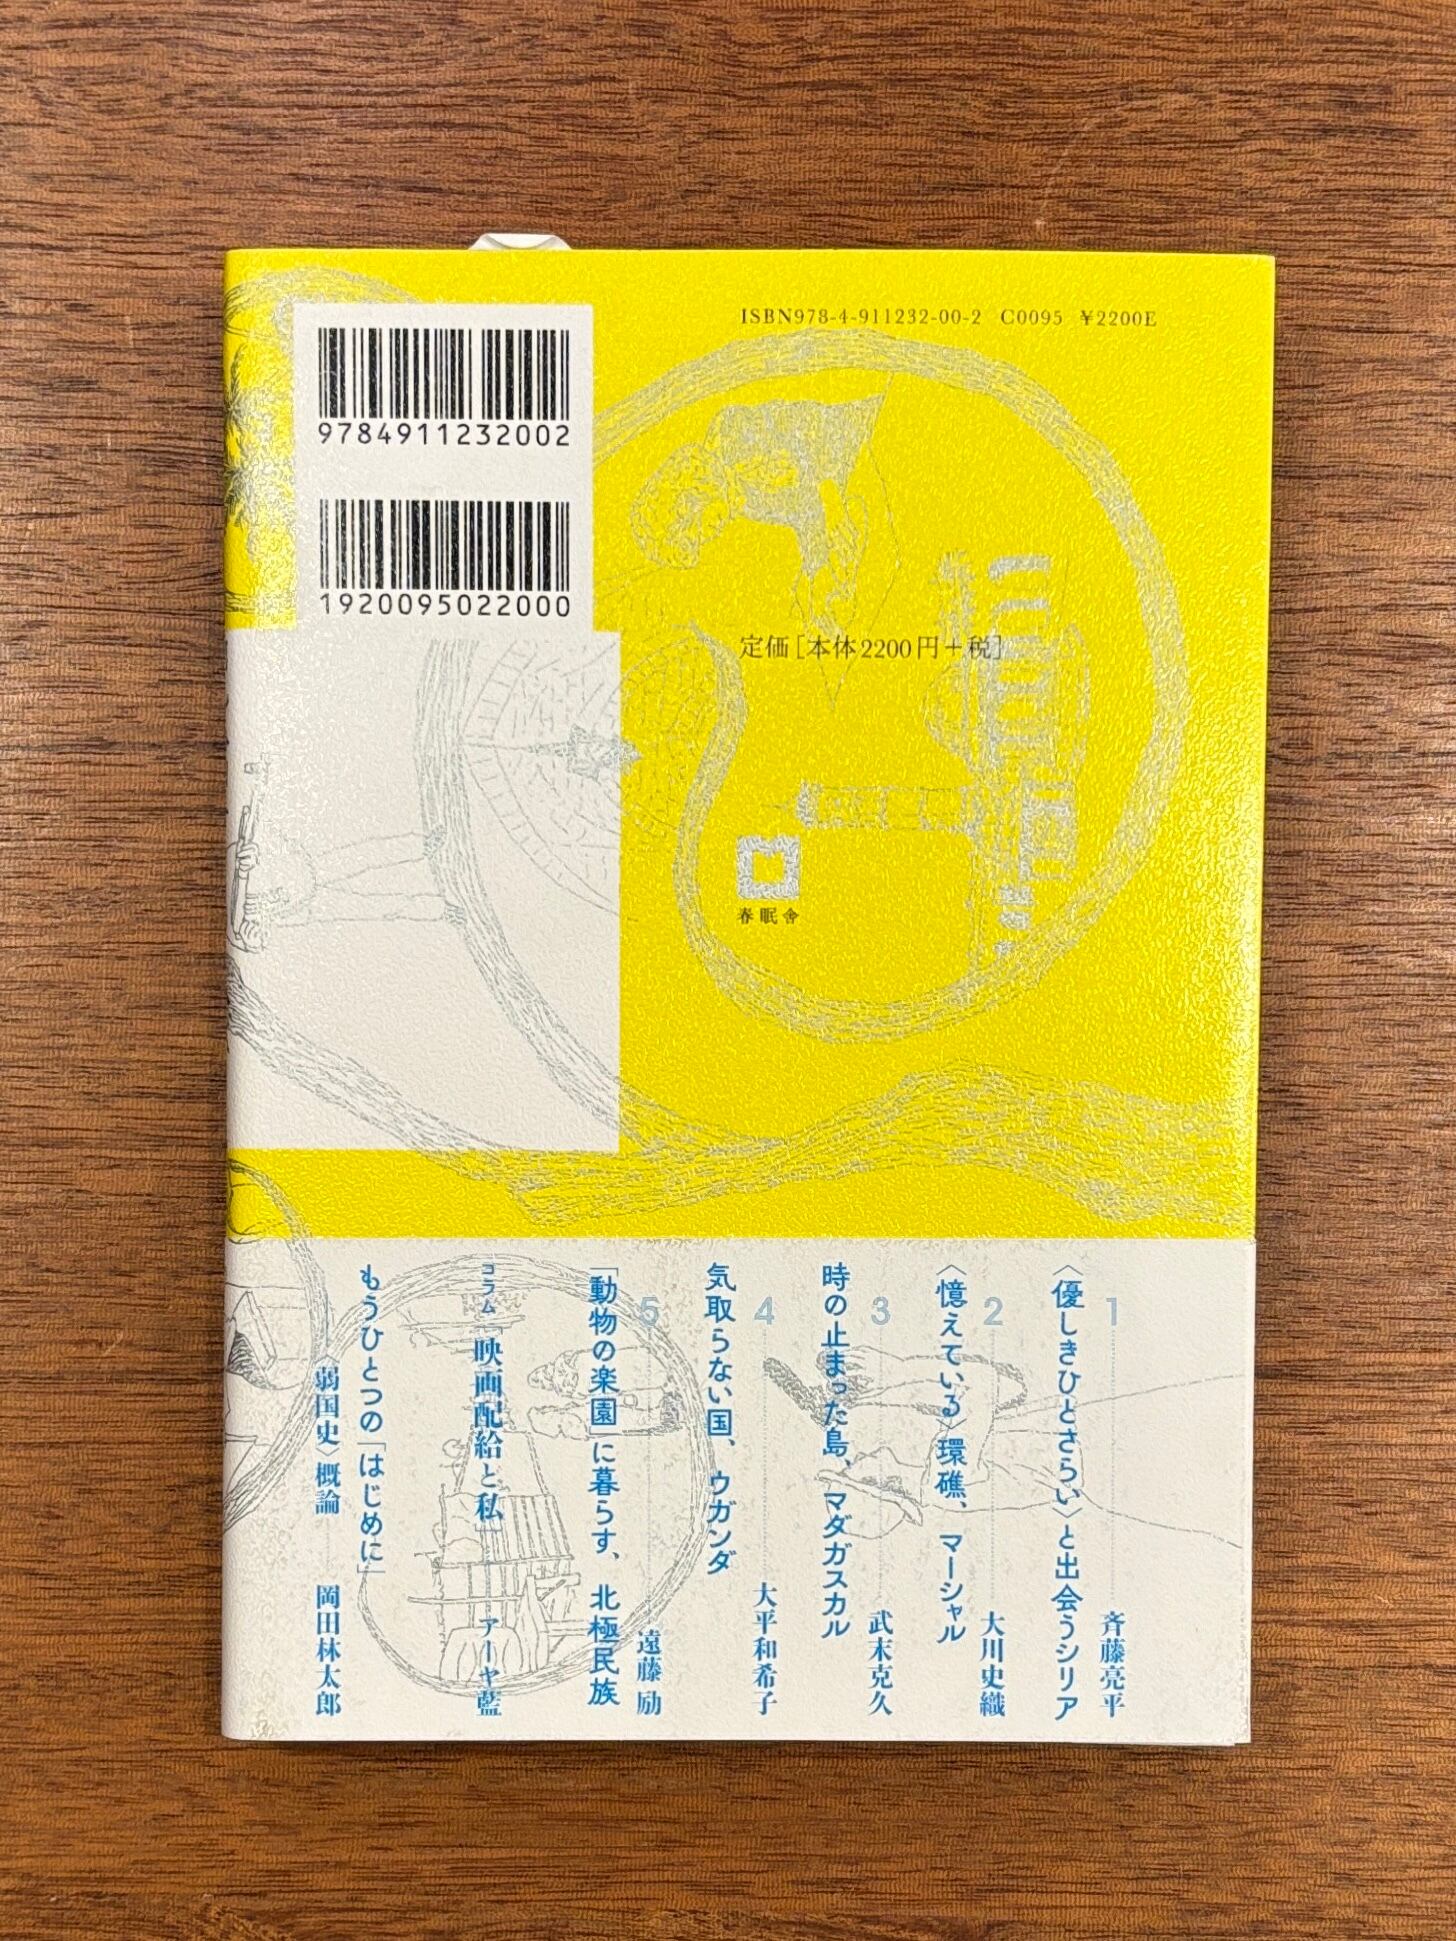 ISBN978-4-911232-00-2 C0095 ¥2200E
9784911232002
1920095022000
定価[本体2200円+税]
春眠舎
1
斉藤亮平
〈優しきひとさらい〉と出会うシリア
2
大川史織
〈憶えている〉環礁、マーシャル
3
武末克久
時の止まった島、マダガスカル
4
大平和希子
気取らない国、ウガンダ
5
遠藤励
「動物の楽園」に暮らす、北極民族
コラム「映画配給と私」 アーヤ藍
もうひとつの「はじめに」
〈弱国史〉概論 岡田林太郎